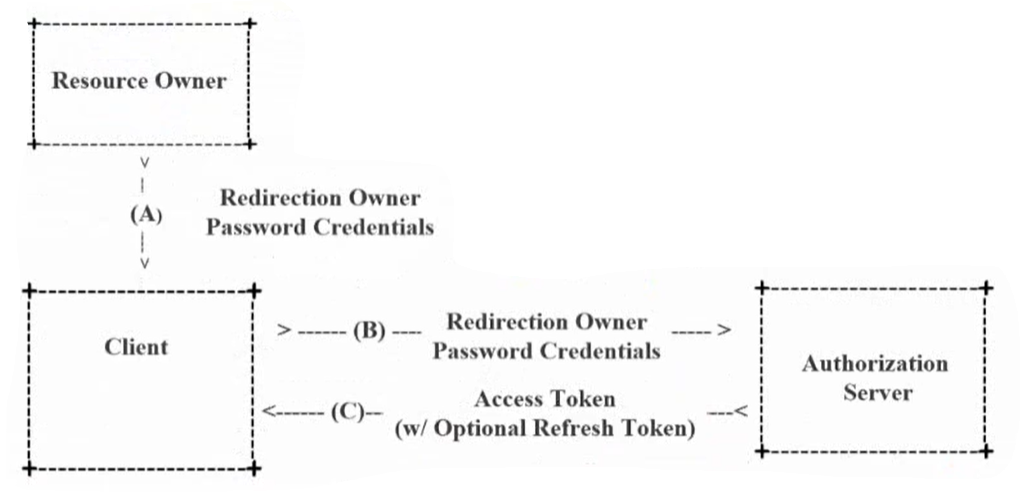 Resource Owner
v
|
(A)
|
v
Redirection Owner
Password Credentials
Client
> ------ (B) ---- Redirection Owner ----- >
Password Credentials
Authorization
Server
<------ (C)-- Access Token ---<
(w/ Optional Refresh Token)